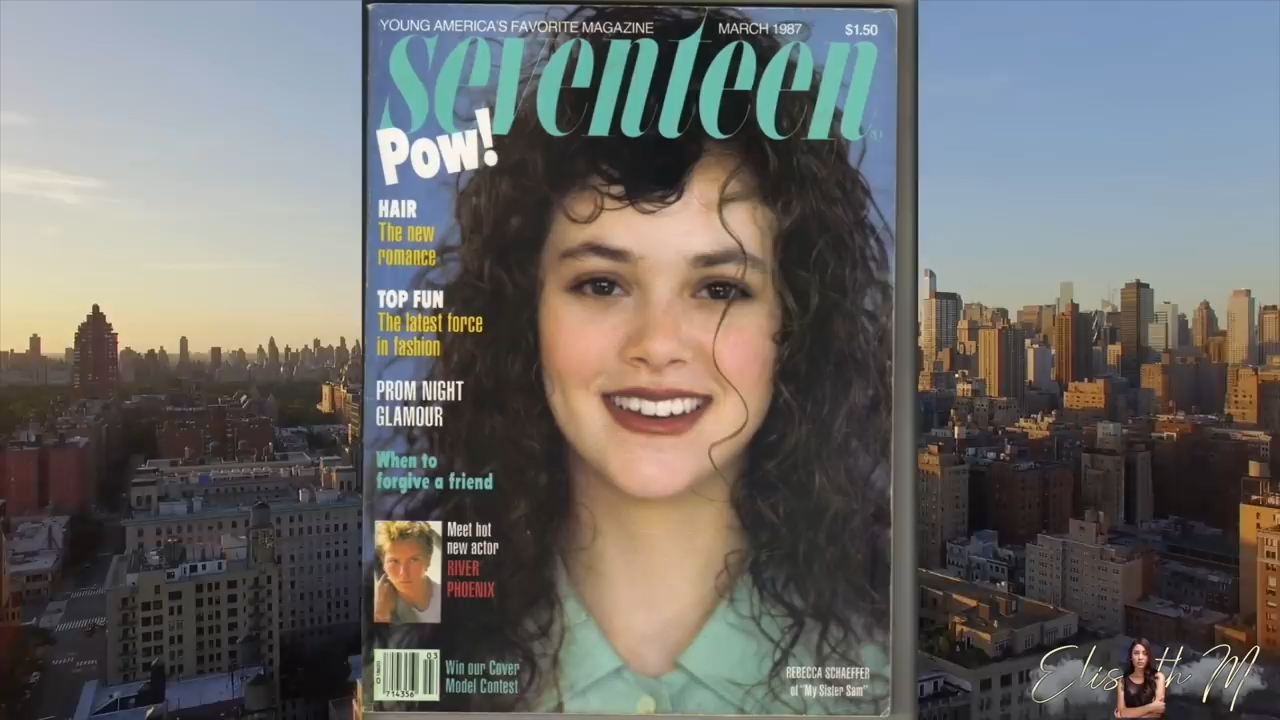 YOUNG AMERICA'S FAVORITE MAGAZINE
MARCH 1987
$1.50
seventeen
Pow!
HAIR
The new
romance
TOP FUN
The latest force
in fashion
PROM NIGHT
GLAMOUR
When to
forgive a friend
Meet hot
new actor
RIVER
PHOENIX
03
714356
Win our Cover
Model Contest
REBECCA SCHAEFFER
of "My Sister Sam"